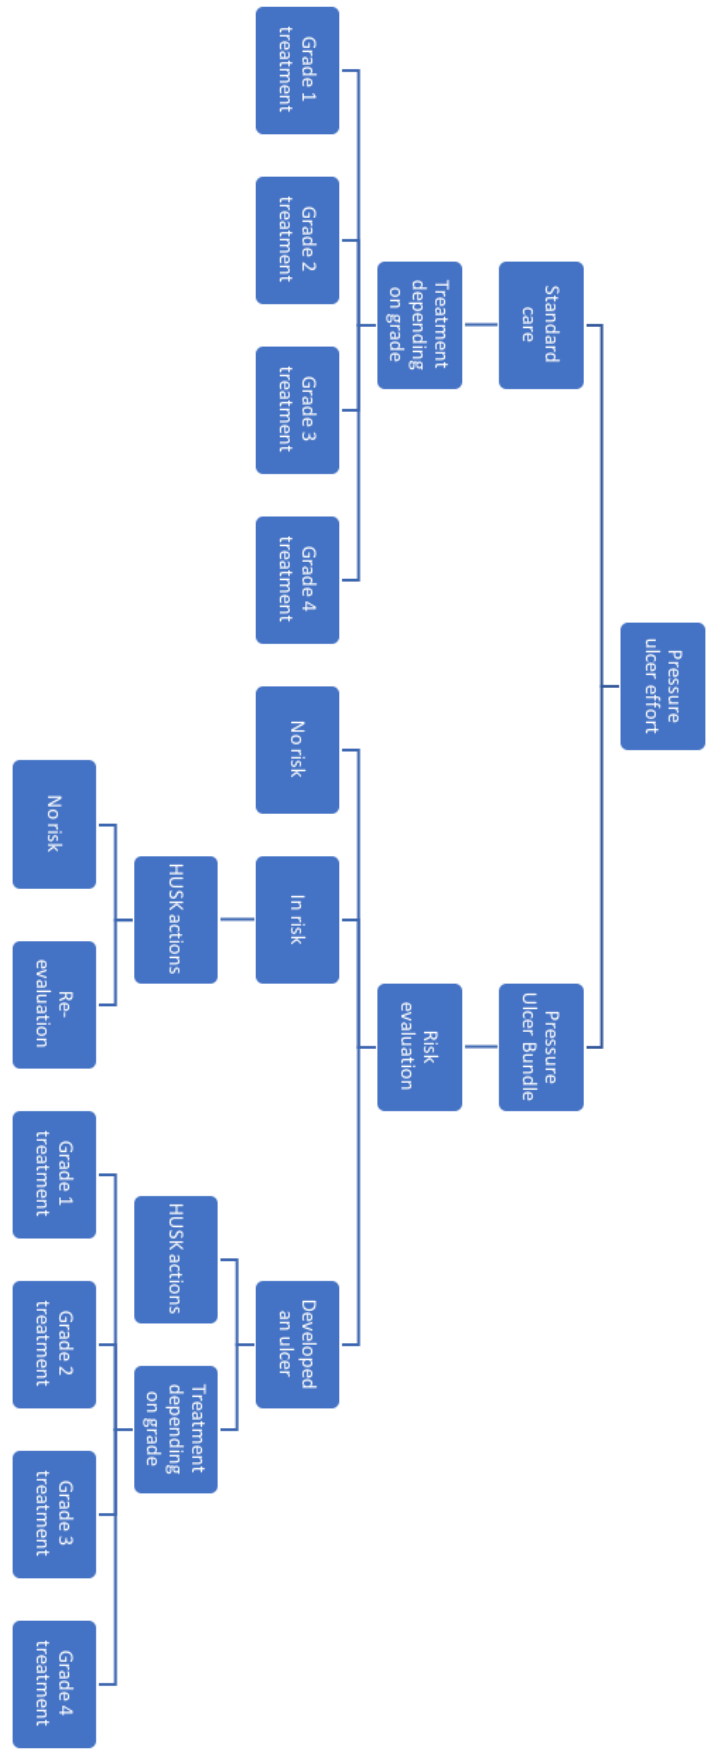 Pressure
ulcer effort
Standard
care
Pressure
Ulcer Bundle
Treatment
depending
on grade
Risk
evaluation
Grade 1
treatment
Grade 2
treatment
Grade 3
treatment
Grade 4
treatment
No risk
In risk
Developed
an ulcer
HUSK actions
HUSK actions
Treatment
depending
on grade
No risk
Re-
evaluation
Grade 1
treatment
Grade 2
treatment
Grade 3
treatment
Grade 4
treatment